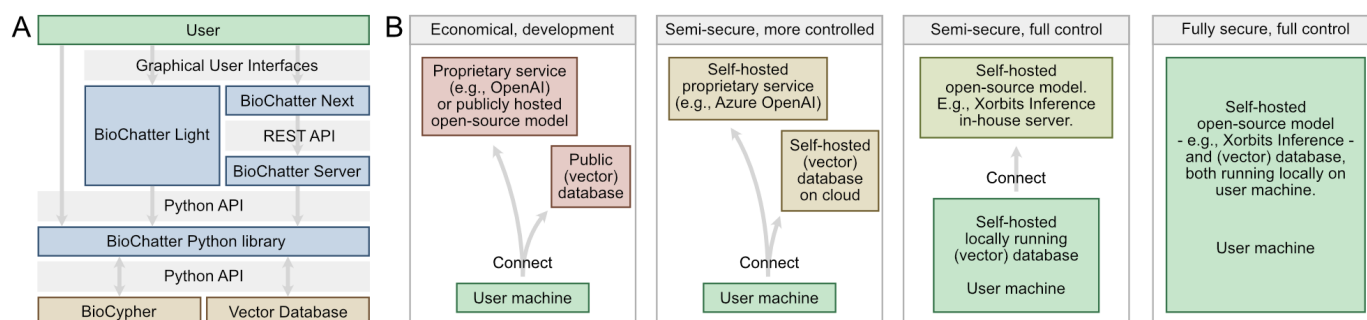 A
User
Graphical User Interfaces
BioChatter Light
BioChatter Next
REST API
BioChatter Server
Python API
BioChatter Python library
Python API
BioCypher
Vector Database
B
Economical, development
Proprietary service
(e.g., OpenAI)
or publicly hosted
open-source model
Public
(vector)
database
Connect
User machine
Semi-secure, more controlled
Self-hosted
proprietary service
(e.g., Azure OpenAI)
Self-hosted
(vector)
database
on cloud
Connect
User machine
Semi-secure, full control
Self-hosted
open-source model.
E.g., Xorbits Inference
in-house server.
Connect
Self-hosted
locally running
(vector) database
User machine
Fully secure, full control
Self-hosted
open-source model
- e.g., Xorbits Inference -
and (vector) database,
both running locally on
user machine.
User machine